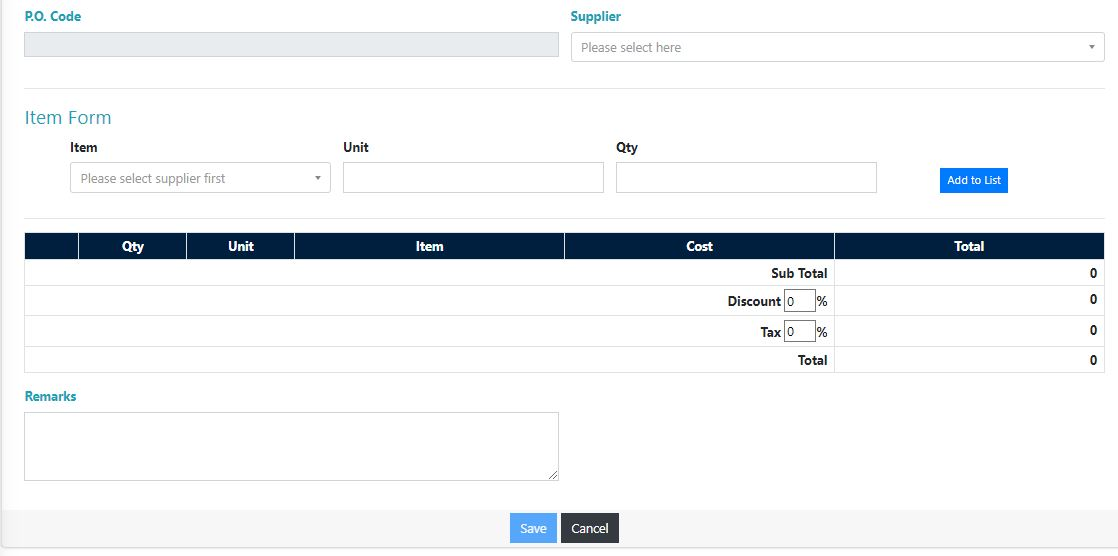 P.O. Code
Supplier
Please select here
Item Form
Item Unit Qty
Please select supplier first
Add to List
Qty Unit Item Cost Total
Sub Total 0
Discount 0 % 0
Tax 0 % 0
Total 0
Remarks
Save Cancel